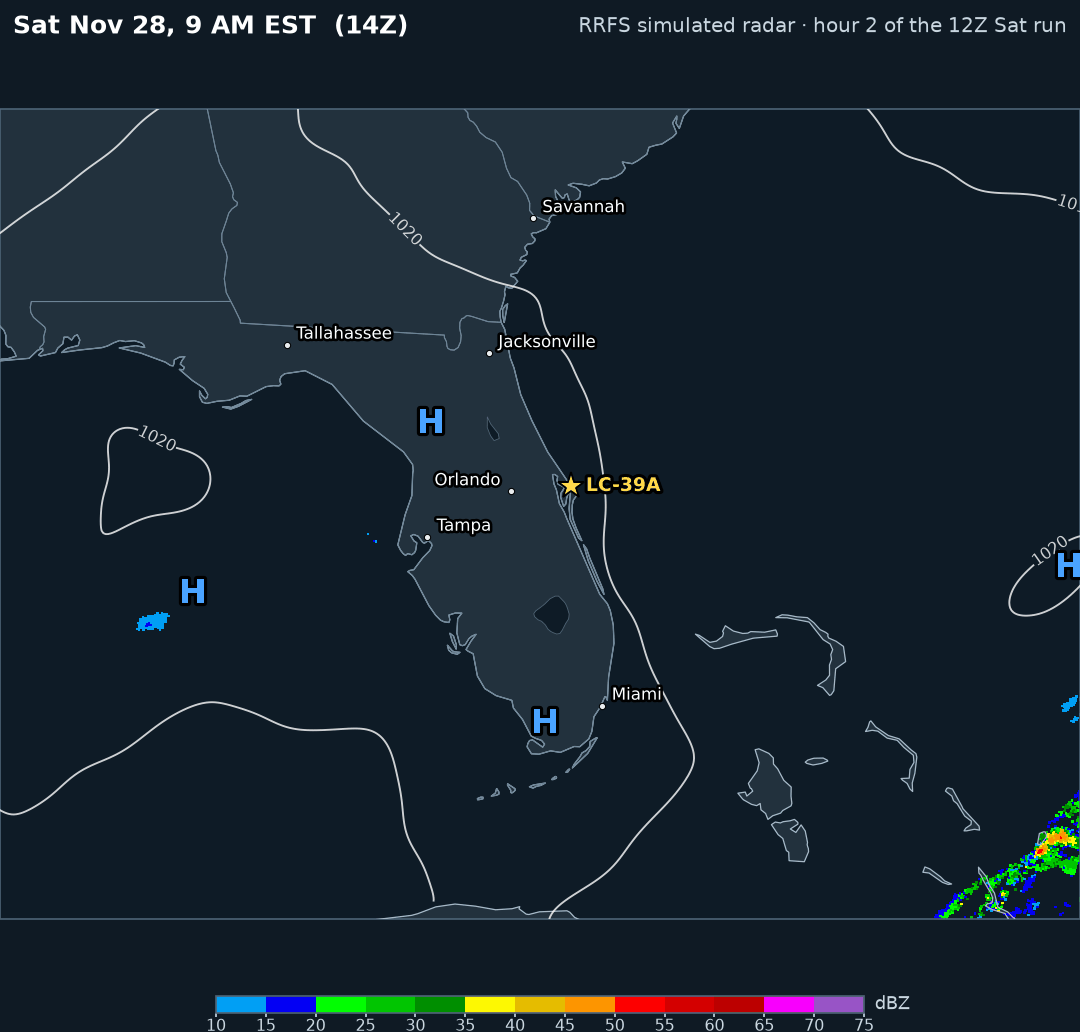 Sat Nov 28, 9 AM EST (14Z)
RRFS simulated radar · hour 2 of the 12Z Sat run
1020
Savannah
Tallahassee
Jacksonville
H
1020
Orlando
LC-39A
Tampa
1020
H
H
Miami
H
dBZ
10 15 20 25 30 35 40 45 50 55 60 65 70 75